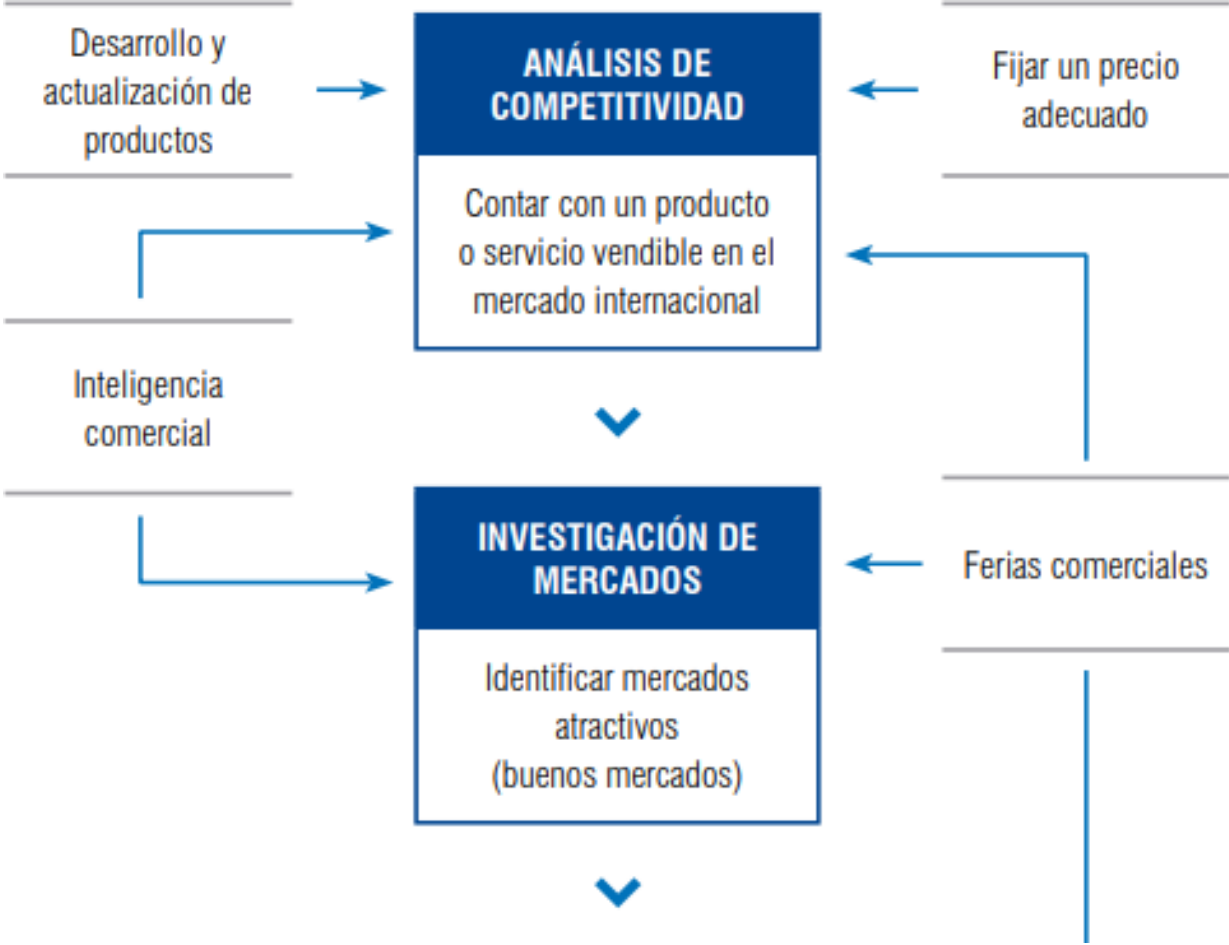 Desarrollo y
actualización de
productos
ANÁLISIS DE
COMPETITIVIDAD
Contar con un producto
o servicio vendible en el
mercado internacional
Fijar un precio
adecuado
Inteligencia
comercial
INVESTIGACIÓN DE
MERCADOS
Identificar mercados
atractivos
(buenos mercados)
Ferias comerciales